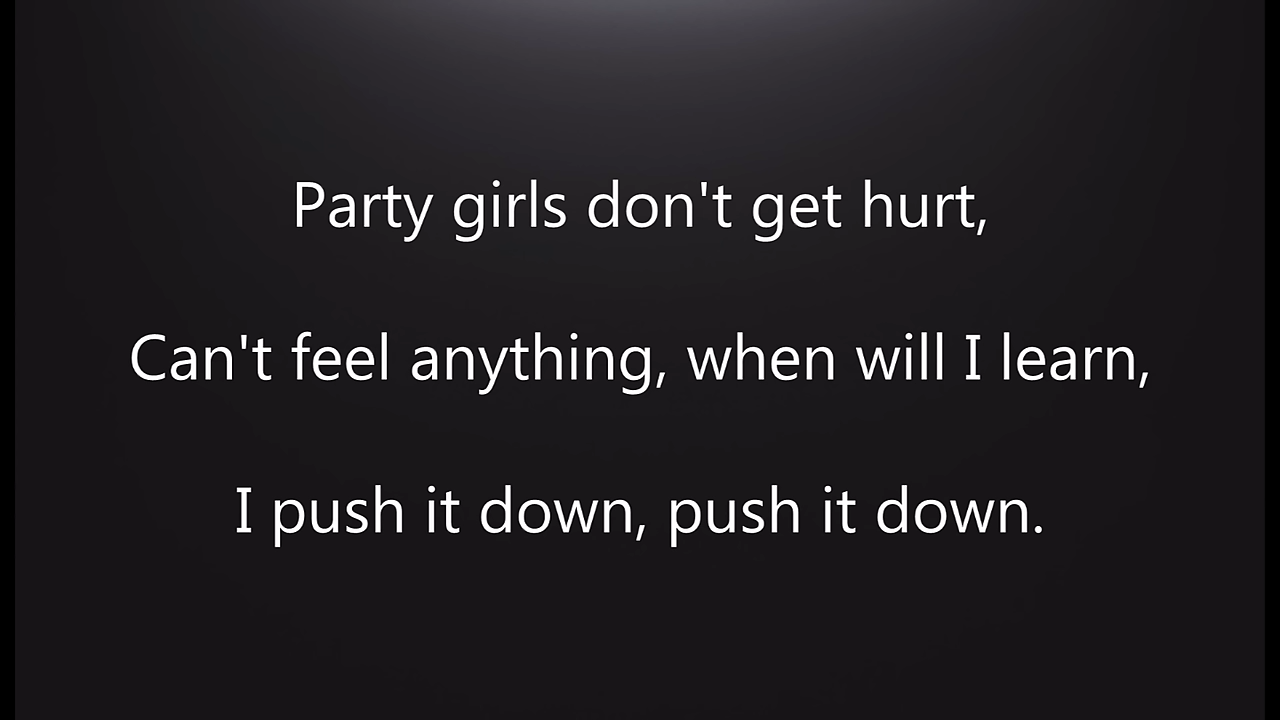 Party girls don't get hurt,
Can't feel anything, when will I learn,
I push it down, push it down.